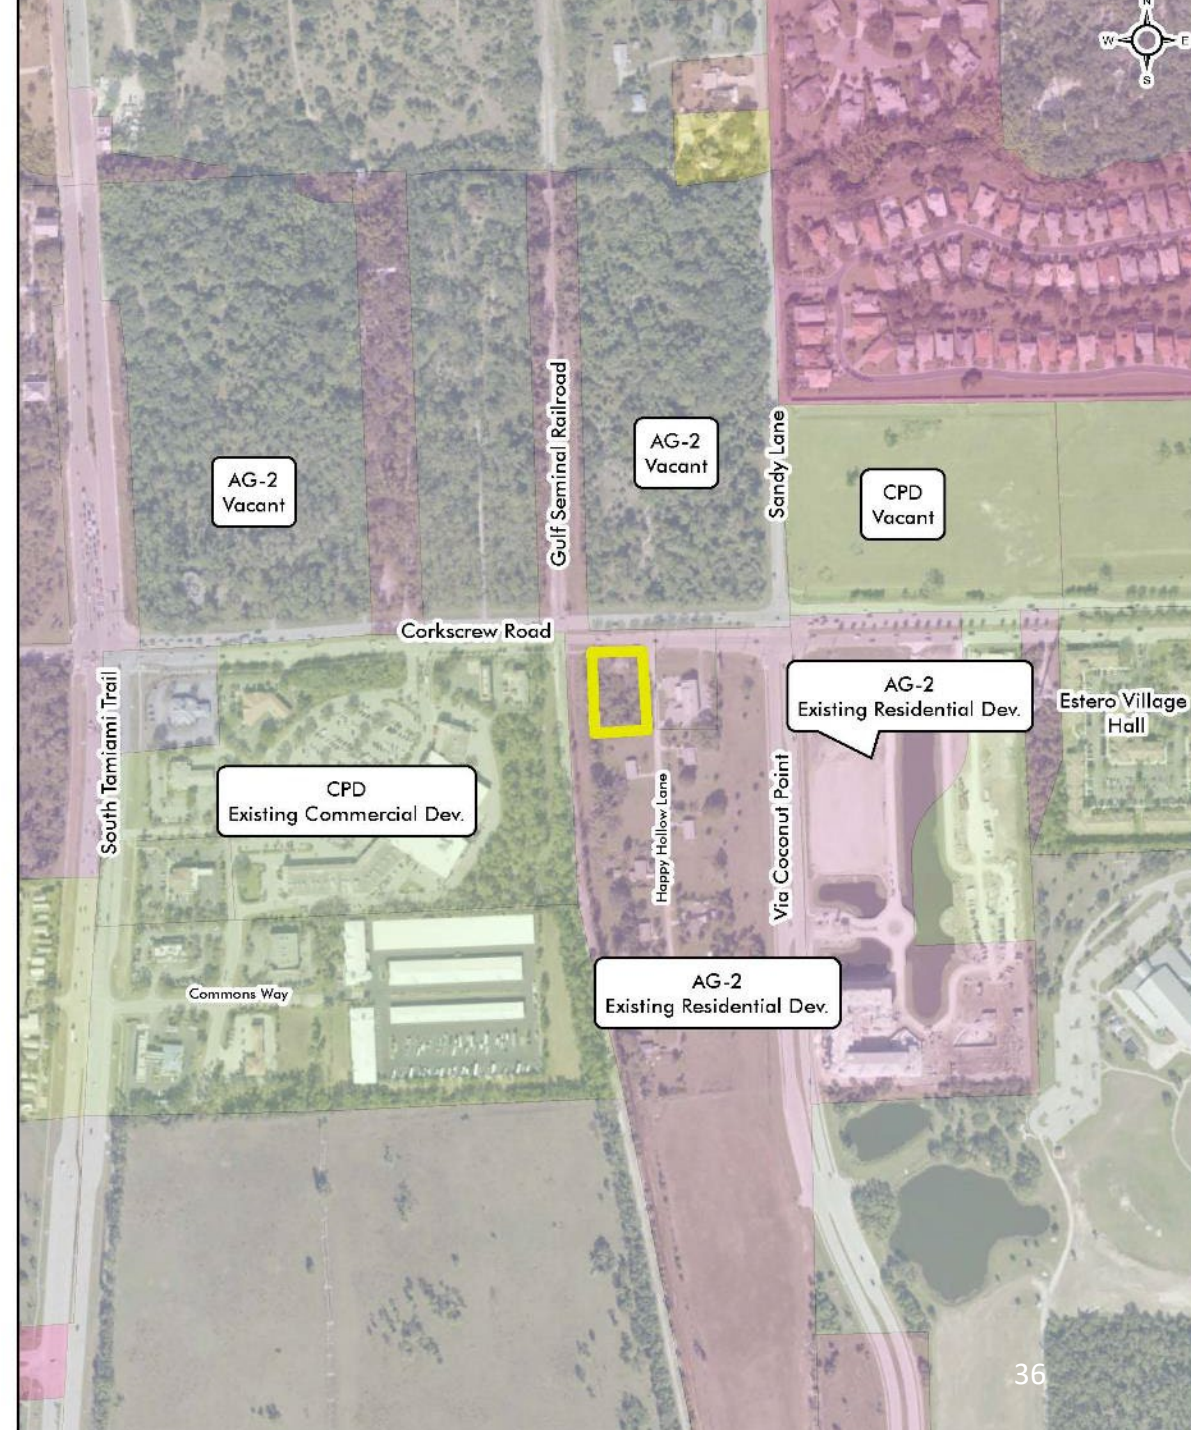 N
W
E
S
Gulf Seminal Railroad
AG-2
Vacant
Sandy Lane
AG-2
Vacant
CPD
Vacant
Corkscrew Road
South Tamiami Trail
AG-2
Existing Residential Dev.
Estero Village
Hall
CPD
Existing Commercial Dev.
Happy Hollow Lane
Via Coconut Point
AG-2
Existing Residential Dev.
Commons Way
36